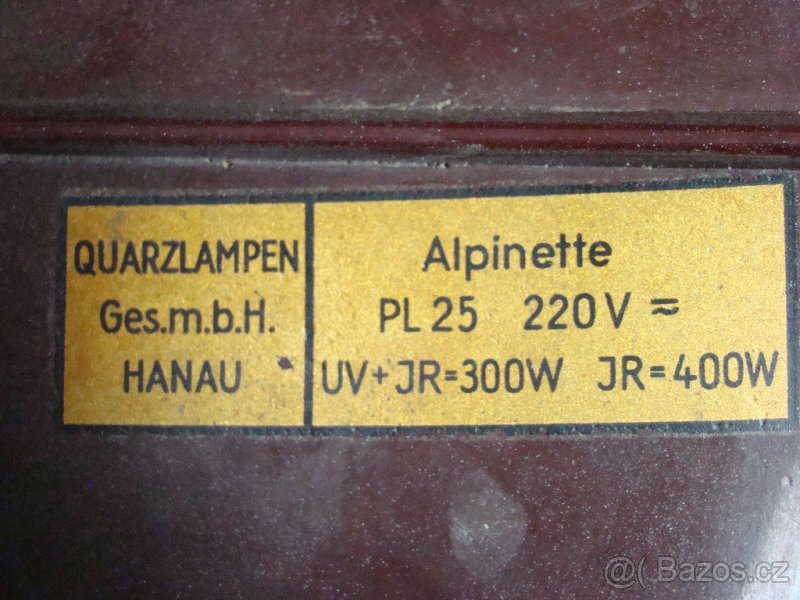 QUARZLAMPEN
Ges.m.b.H.
HANAU
Alpinette
PL 25 220 V ≂
UV + JR = 300W JR = 400W
@( Bazos.cz